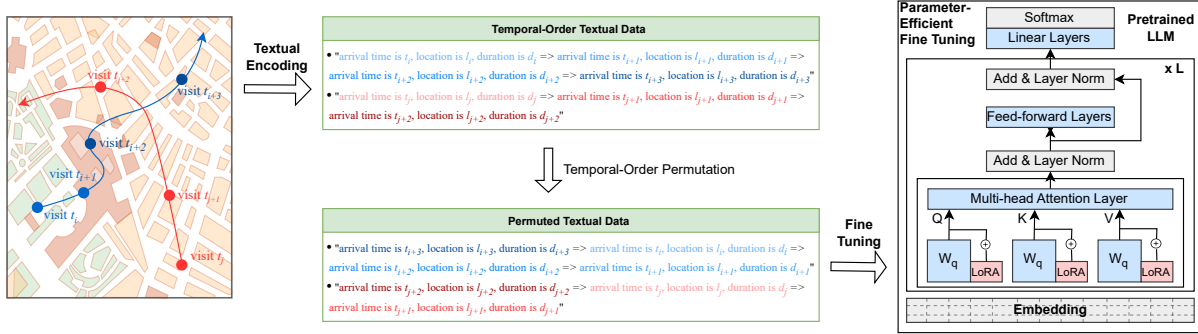 visit t_{j+2}
visit t_{i+3}
visit t_{i+2}
visit t_{i+1}
visit t_{j+1}
visit t_i
visit t_j
Textual
Encoding
Temporal-Order Textual Data
• "arrival time is t_i, location is l_i, duration is d_i => arrival time is t_{i+1}, location is l_{i+1}, duration is d_{i+1} =>
arrival time is t_{i+2}, location is l_{i+2}, duration is d_{i+2} => arrival time is t_{i+3}, location is l_{i+3}, duration is d_{i+3}"
• "arrival time is t_j, location is l_j, duration is d_j => arrival time is t_{j+1}, location is l_{j+1}, duration is d_{j+1} =>
arrival time is t_{j+2}, location is l_{j+2}, duration is d_{j+2}"
Temporal-Order Permutation
Permuted Textual Data
• "arrival time is t_{i+3}, location is l_{i+3}, duration is d_{i+3} => arrival time is t_i, location is l_i, duration is d_i =>
arrival time is t_{i+2}, location is l_{i+2}, duration is d_{i+2} => arrival time is t_{i+1}, location is l_{i+1}, duration is d_{i+1}"
• "arrival time is t_{j+2}, location is l_{j+2}, duration is d_{j+2} => arrival time is t_j, location is l_j, duration is d_j =>
arrival time is t_{j+1}, location is l_{j+1}, duration is d_{j+1}"
Fine
Tuning
Parameter-
Efficient
Fine Tuning
Pretrained
LLM
Softmax
Linear Layers
x L
Add & Layer Norm
Feed-forward Layers
Add & Layer Norm
Multi-head Attention Layer
Q
K
V
W_q
LoRA
W_q
LoRA
W_q
LoRA
Embedding